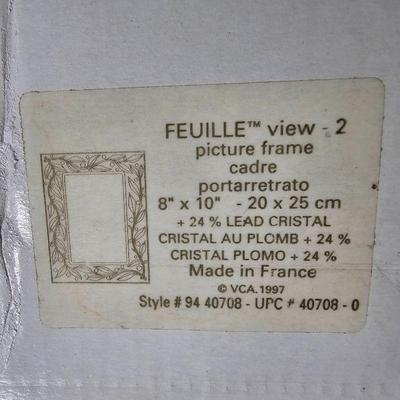 FEUILLE™ view - 2
picture frame
cadre
portarretrato
8" x 10" - 20 x 25 cm
+ 24 % LEAD CRISTAL
CRISTAL AU PLOMB + 24 %
CRISTAL PLOMO + 24 %
Made in France
© VCA. 1997
Style # 94 40708 - UPC # 40708 - 0